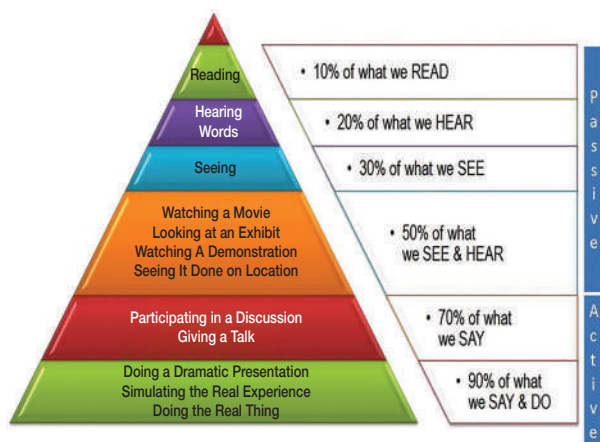 Reading
• 10% of what we READ
Hearing
Words
• 20% of what we HEAR
Seeing
• 30% of what we SEE
Watching a Movie
Looking at an Exhibit
Watching A Demonstration
Seeing It Done on Location
• 50% of what
we SEE & HEAR
Passive
Participating in a Discussion
Giving a Talk
• 70% of what
we SAY
Doing a Dramatic Presentation
Simulating the Real Experience
Doing the Real Thing
• 90% of what
we SAY & DO
Active